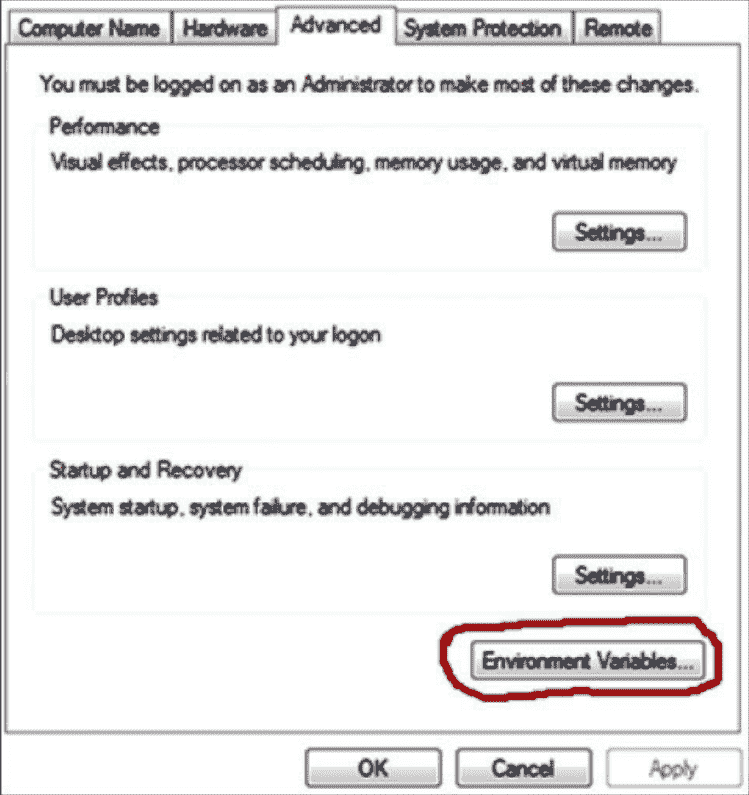 Computer Name Hardware Advanced System Protection Remote
You must be logged on as an Administrator to make most of these changes.
Performance
Visual effects, processor scheduling, memory usage, and virtual memory
Settings...
User Profiles
Desktop settings related to your logon
Settings...
Startup and Recovery
System startup, system failure, and debugging information
Settings...
Environment Variables...
OK Cancel Apply